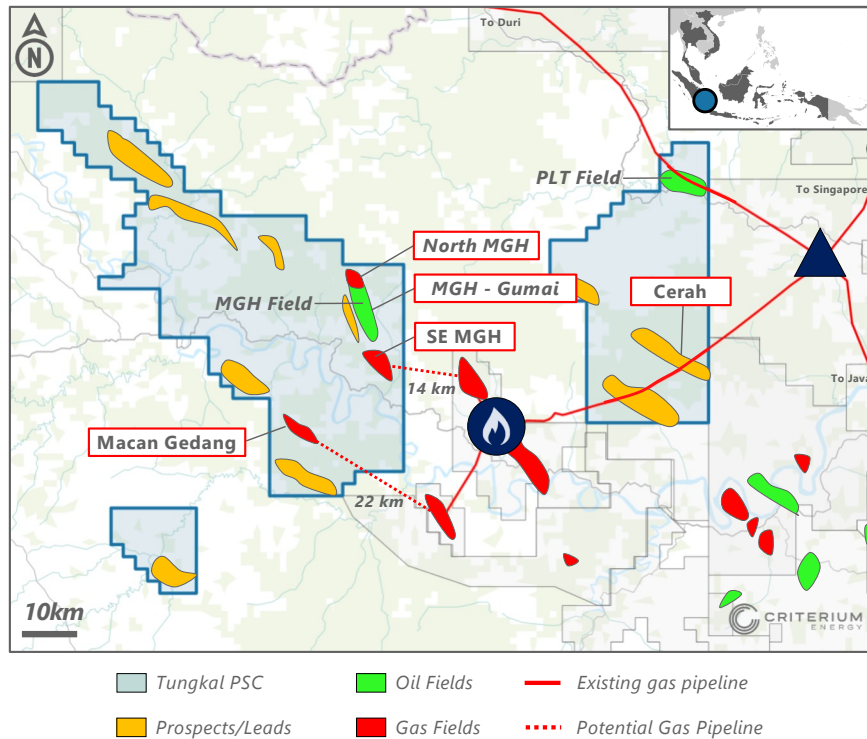 To Duri
N
PLT Field
To Singapore
North MGH
MGH - Gumai
MGH Field
Cerah
SE MGH
To Java
14 km
Macan Gedang
22 km
10km
CRITERIUM
ENERGY
Tungkal PSC
Oil Fields
Existing gas pipeline
Prospects/Leads
Gas Fields
Potential Gas Pipeline